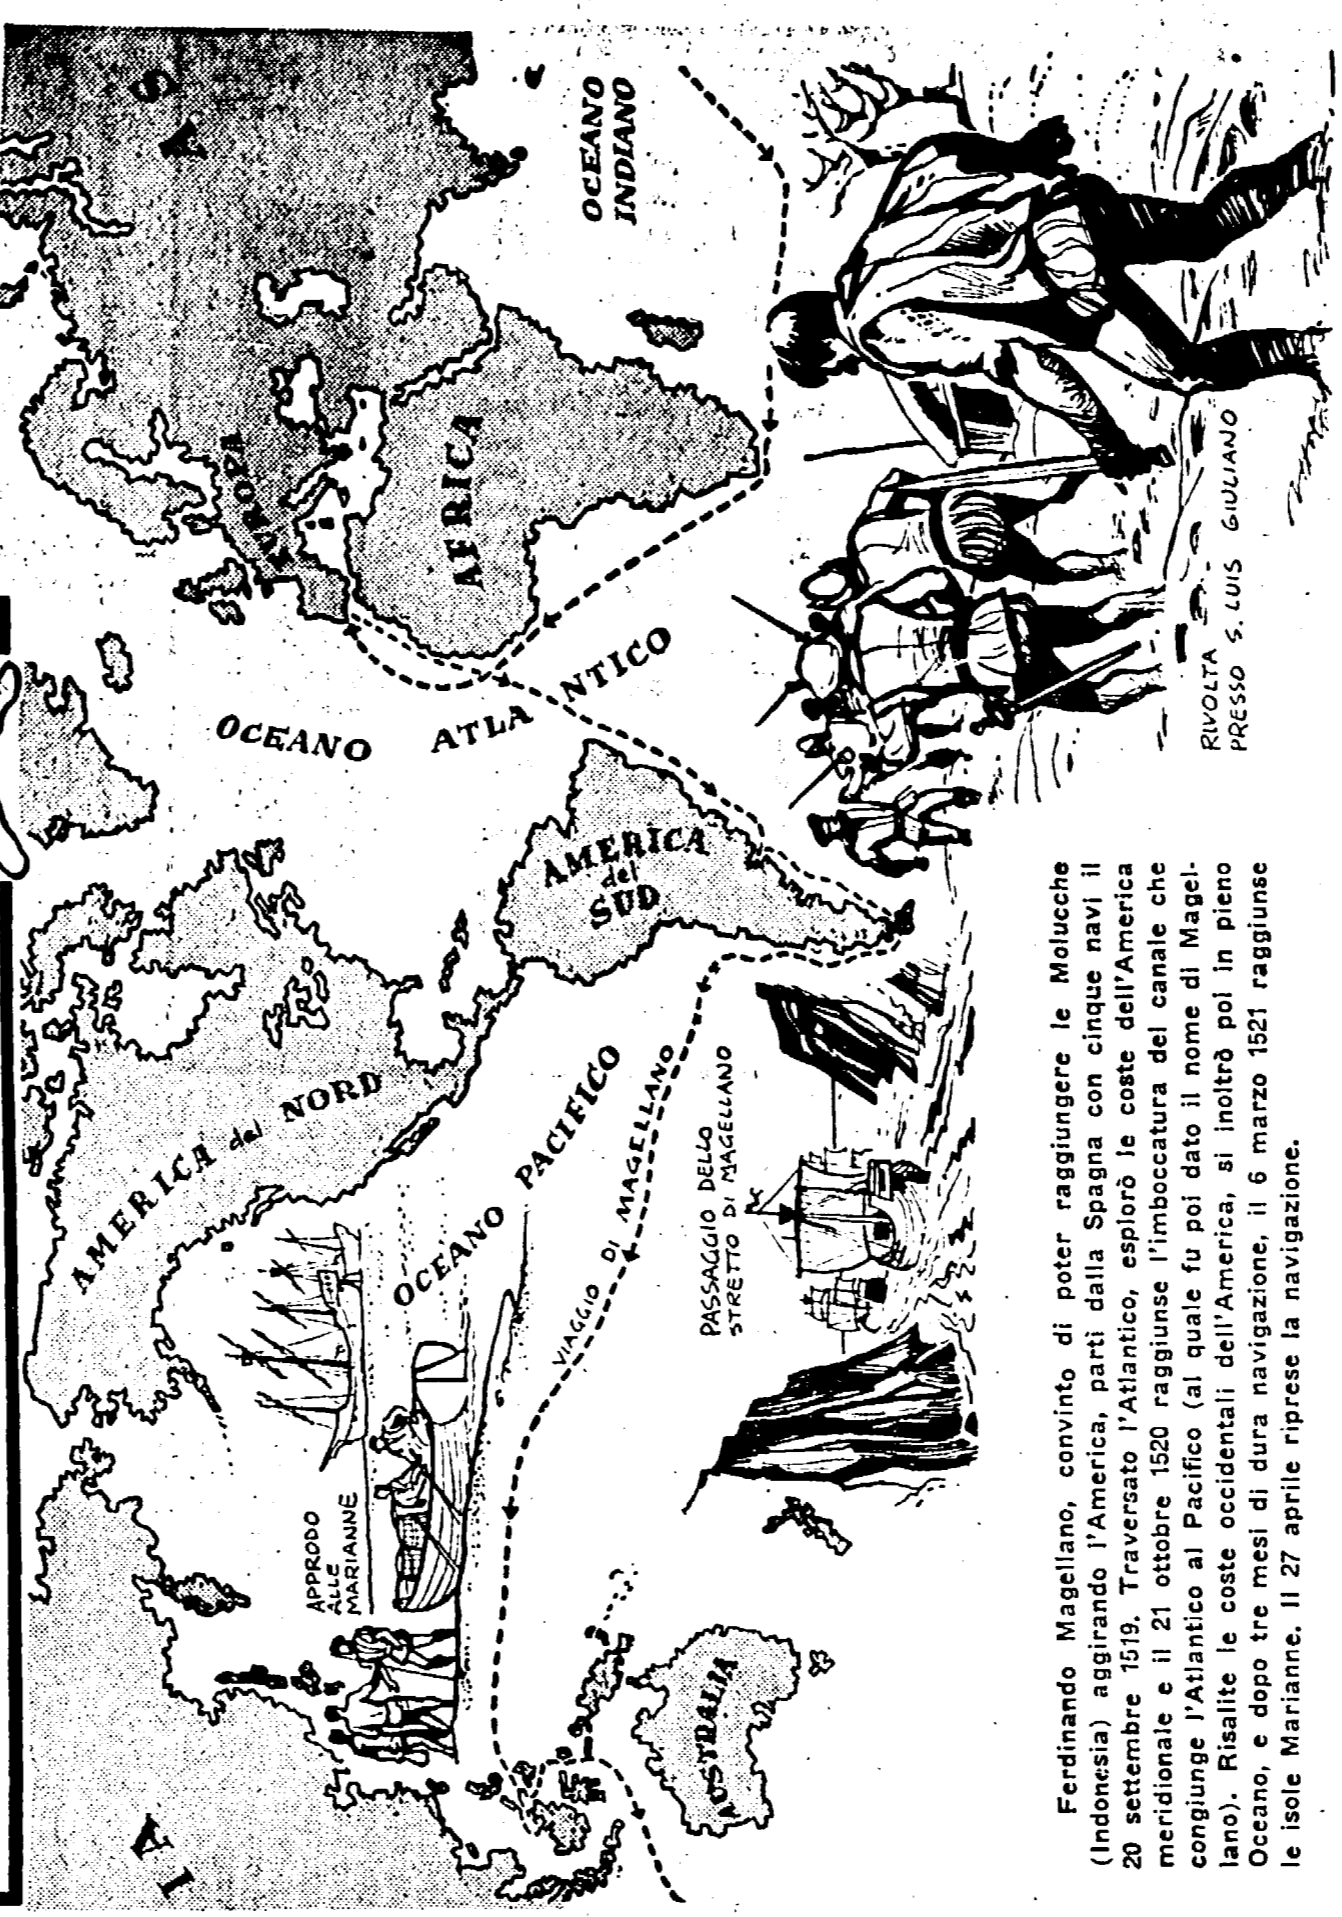 A S
I A
AMERICA del NORD
EUROPA
AFRICA
OCEANO
INDIANO
OCEANO ATLANTICO
AMERICA
del
SUD
OCEANO PACIFICO
AUSTRALIA
APPRODO
ALLE
MARIANNE
VIAGGIO DI MAGELLANO
PASSAGGIO DELLO
STRETTO DI MAGELLANO
RIVOLTA
PRESSO S. LUIS GIULIANO
Ferdinando Magellano, convinto di poter raggiungere le Molucche
(Indonesia) aggirando l'America, partì dalla Spagna con cinque navi il
20 settembre 1519. Traversato l'Atlantico, esplorò le coste dell'America
meridionale e il 21 ottobre 1520 raggiunse l'imboccatura del canale che
congiunge l'Atlantico al Pacifico (al quale fu poi dato il nome di Magel-
lano). Risalite le coste occidentali dell'America, si inoltrò poi in pieno
Oceano, e dopo tre mesi di dura navigazione, il 6 marzo 1521 raggiunse
le isole Marianne. Il 27 aprile riprese la navigazione.